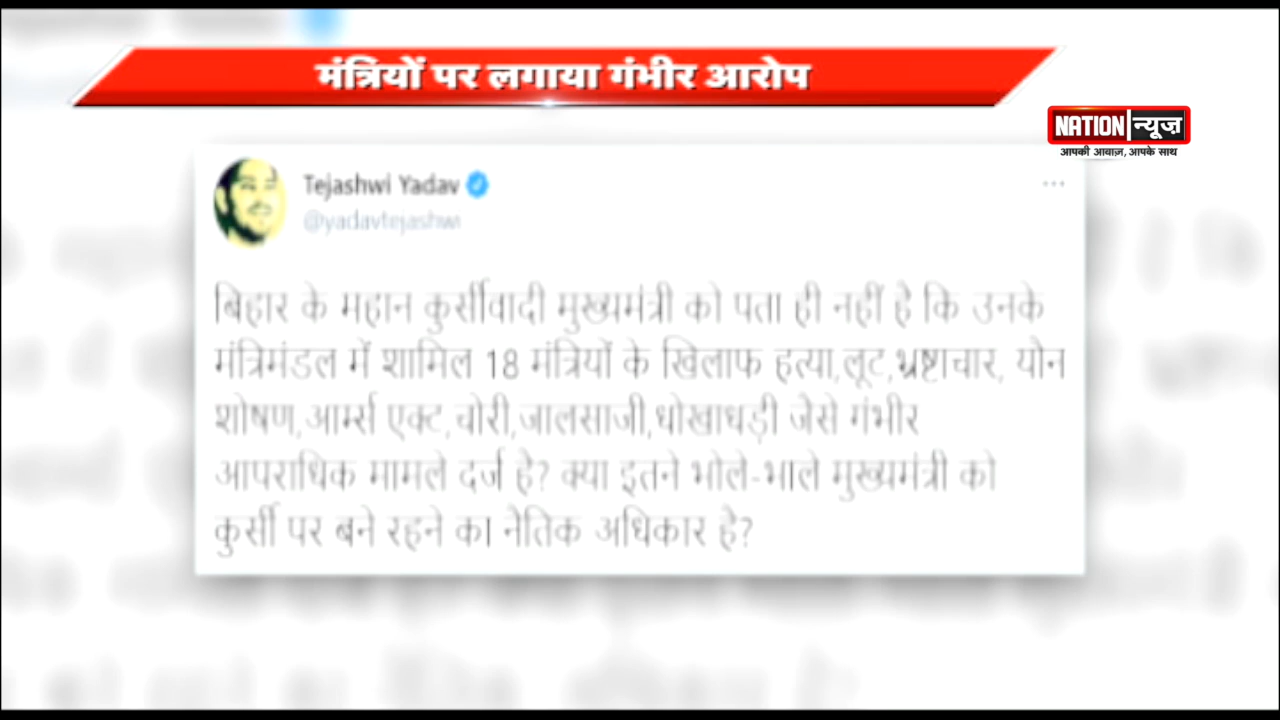 मंत्रियों पर लगाया गंभीर आरोप
NATION न्यूज़
आपकी आवाज़, आपके साथ
Tejashwi Yadav
@yadavtejashwi
बिहार के महान कुर्सीवादी मुख्यमंत्री को पता ही नहीं है कि उनके
मंत्रिमंडल में शामिल 18 मंत्रियों के खिलाफ हत्या,लूट,भ्रष्टाचार, यौन
शोषण,आर्म्स एक्ट,चोरी,जालसाजी,धोखाधड़ी जैसे गंभीर
आपराधिक मामले दर्ज है? क्या इतने भोले-भाले मुख्यमंत्री को
कुर्सी पर बने रहने का नैतिक अधिकार है?